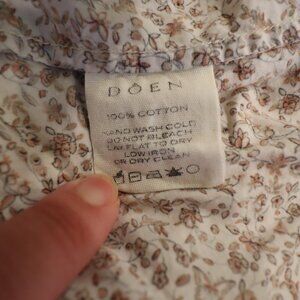 DÔEN
100% COTTON
HAND WASH COLD
DO NOT BLEACH
LAY FLAT TO DRY
LOW IRON
OR DRY CLEAN